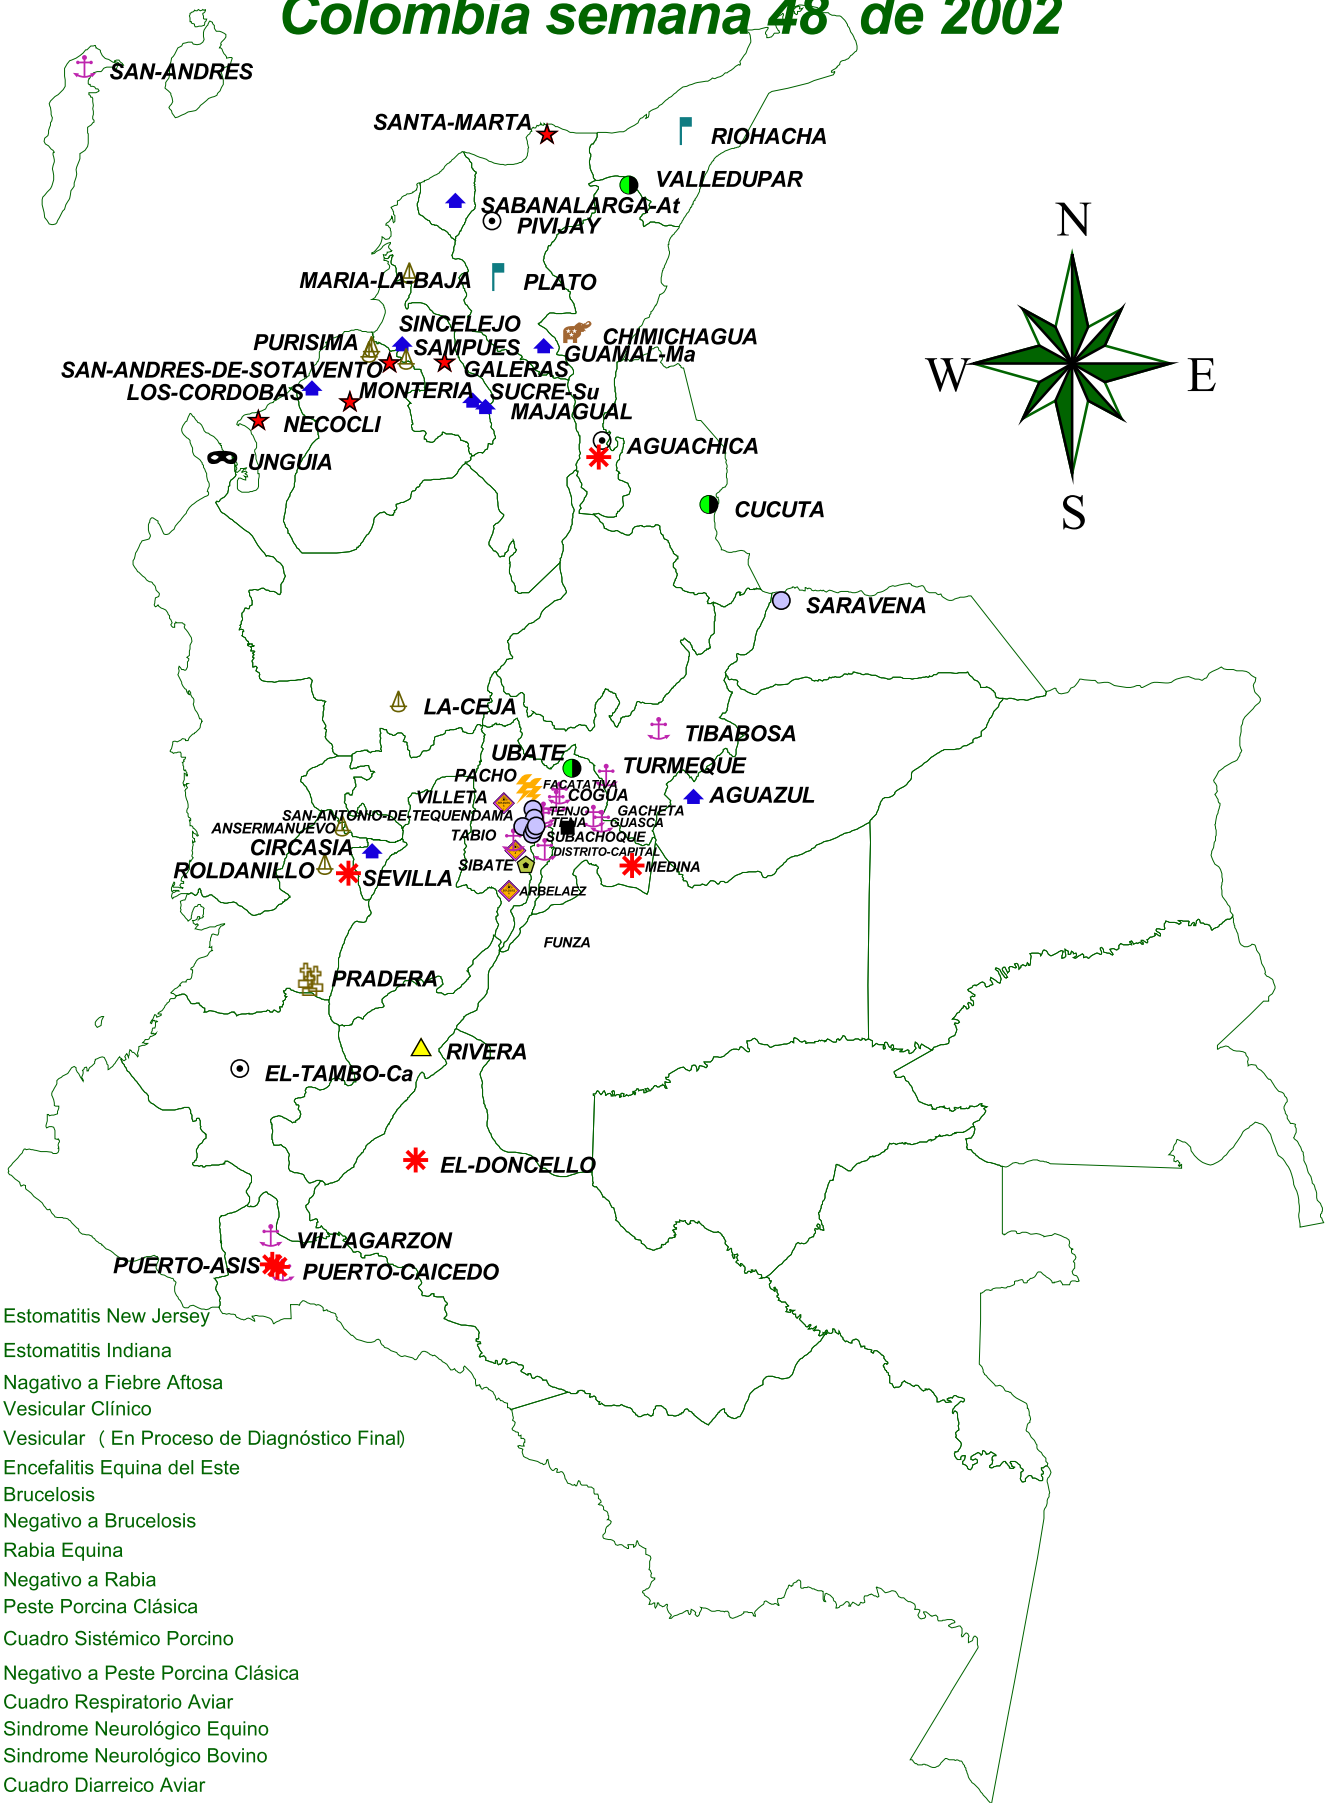 Colombia semana 48 de 2002
SAN-ANDRES
SANTA-MARTA
RIOHACHA
VALLEDUPAR
SABANALARGA-At
PIVIJAY
N
MARIA-LA-BAJA
PLATO
SINCELEJO
CHIMICHAGUA
PURISIMA
SAMPUES
GUAMAL-Ma
SAN-ANDRES-DE-SOTAVENTO
GALERAS
W
E
LOS-CORDOBAS
MONTERIA
SUCRE-Su
MAJAGUAL
NECOCLI
AGUACHICA
UNGUIA
CUCUTA
S
SARAVENA
LA-CEJA
TIBABOSA
UBATE
TURMEQUE
PACHO
FACATATIVA
COGUA
VILLETA
AGUAZUL
SAN-ANTONIO-DE-TEQUENDAMA
TENJO
GACHETA
ANSERMANUEVO
TENA
GUASCA
TABIO
SUBACHOQUE
CIRCASIA
DISTRITO-CAPITAL
SIBATE
MEDINA
ROLDANILLO
SEVILLA
ARBELAEZ
FUNZA
PRADERA
RIVERA
EL-TAMBO-Ca
EL-DONCELLO
VILLAGARZON
PUERTO-ASIS
PUERTO-CAICEDO
Estomatitis New Jersey
Estomatitis Indiana
Nagativo a Fiebre Aftosa
Vesicular Clínico
Vesicular ( En Proceso de Diagnóstico Final)
Encefalitis Equina del Este
Brucelosis
Negativo a Brucelosis
Rabia Equina
Negativo a Rabia
Peste Porcina Clásica
Cuadro Sistémico Porcino
Negativo a Peste Porcina Clásica
Cuadro Respiratorio Aviar
Sindrome Neurológico Equino
Sindrome Neurológico Bovino
Cuadro Diarreico Aviar